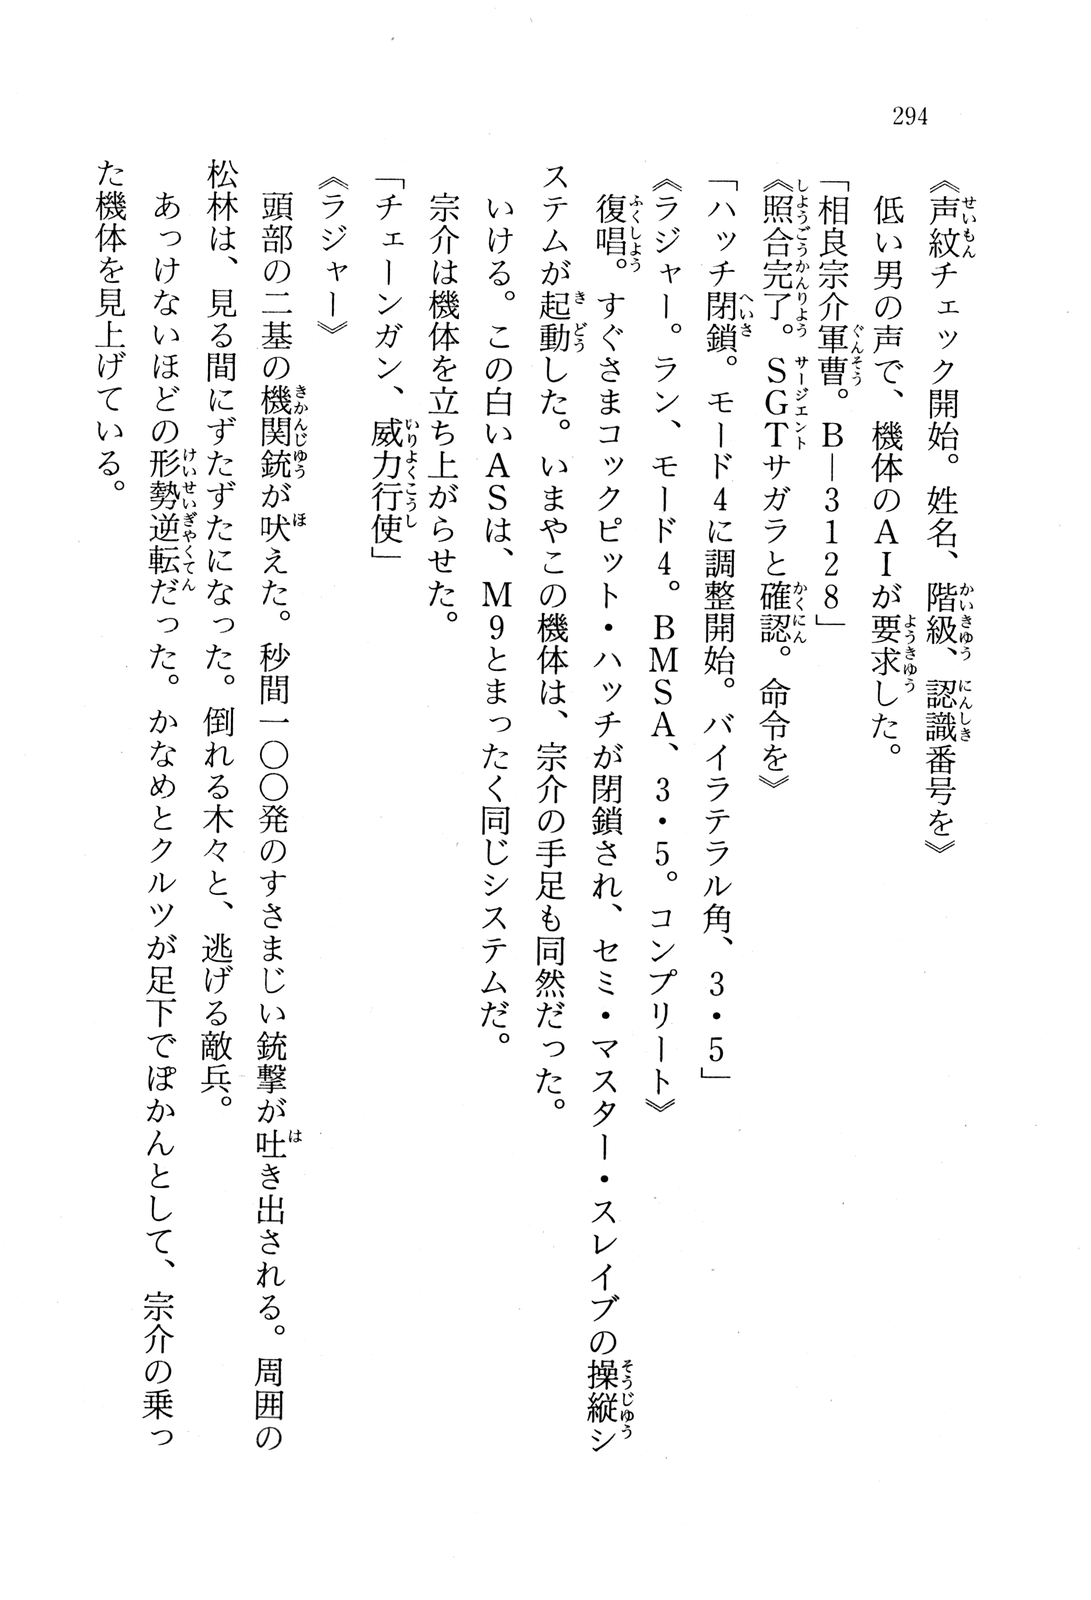 294
《声紋チェック開始。姓名、階級、認識番号を》
低い男の声で、機体のAIが要求した。
「相良宗介軍曹。B―3128」
《照合完了。SGTサガラと確認。命令を》
「ハッチ閉鎖。モード4に調整開始。バイラテラル角、3・5」
《ラジャー。ラン、モード4。BMSA、3・5。コンプリート》
復唱。すぐさまコックピット・ハッチが閉鎖され、セミ・マスター・スレイブの操縦シ
ステムが起動した。いまやこの機体は、宗介の手足も同然だった。
いける。この白いASは、M9とまったく同じシステムだ。
宗介は機体を立ち上がらせた。
「チェーンガン、威力行使」
《ラジャー》
頭部の二基の機関銃が吠えた。秒間一〇〇発のすさまじい銃撃が吐き出される。周囲の
松林は、見る間にずたずたになった。倒れる木々と、逃げる敵兵。
あっけないほどの形勢逆転だった。かなめとクルツが足下でぽかんとして、宗介の乗っ
た機体を見上げている。